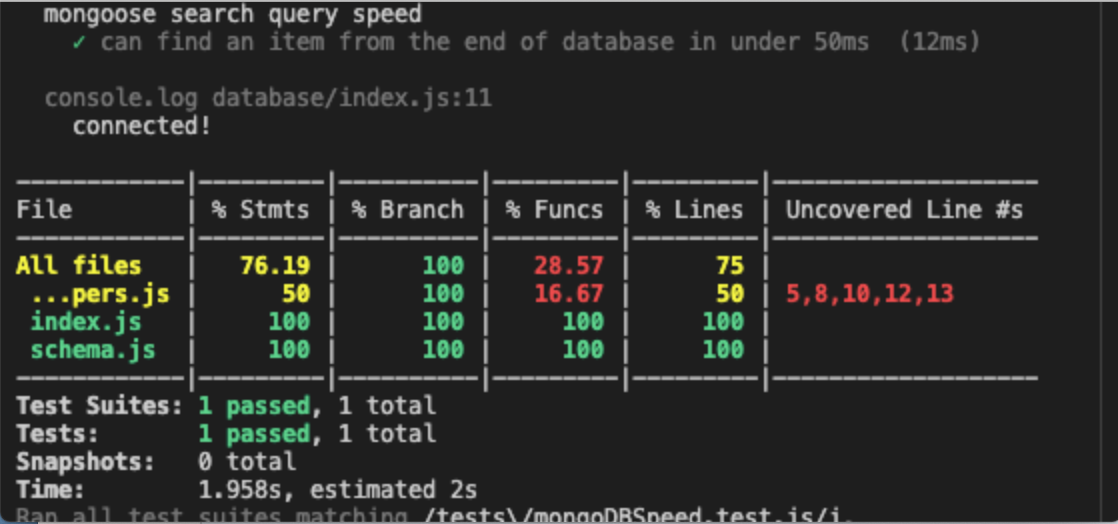 mongoose search query speed
✓ can find an item from the end of database in under 50ms (12ms)
console.log database/index.js:11
connected!
File | % Stmts | % Branch | % Funcs | % Lines | Uncovered Line #s
All files | 76.19 | 100 | 28.57 | 75 |
...pers.js | 50 | 100 | 16.67 | 50 | 5,8,10,12,13
index.js | 100 | 100 | 100 | 100 |
schema.js | 100 | 100 | 100 | 100 |
Test Suites: 1 passed, 1 total
Tests: 1 passed, 1 total
Snapshots: 0 total
Time: 1.958s, estimated 2s
Ran all test suites matching /tests\/mongoDBSpeed.test.js/i.